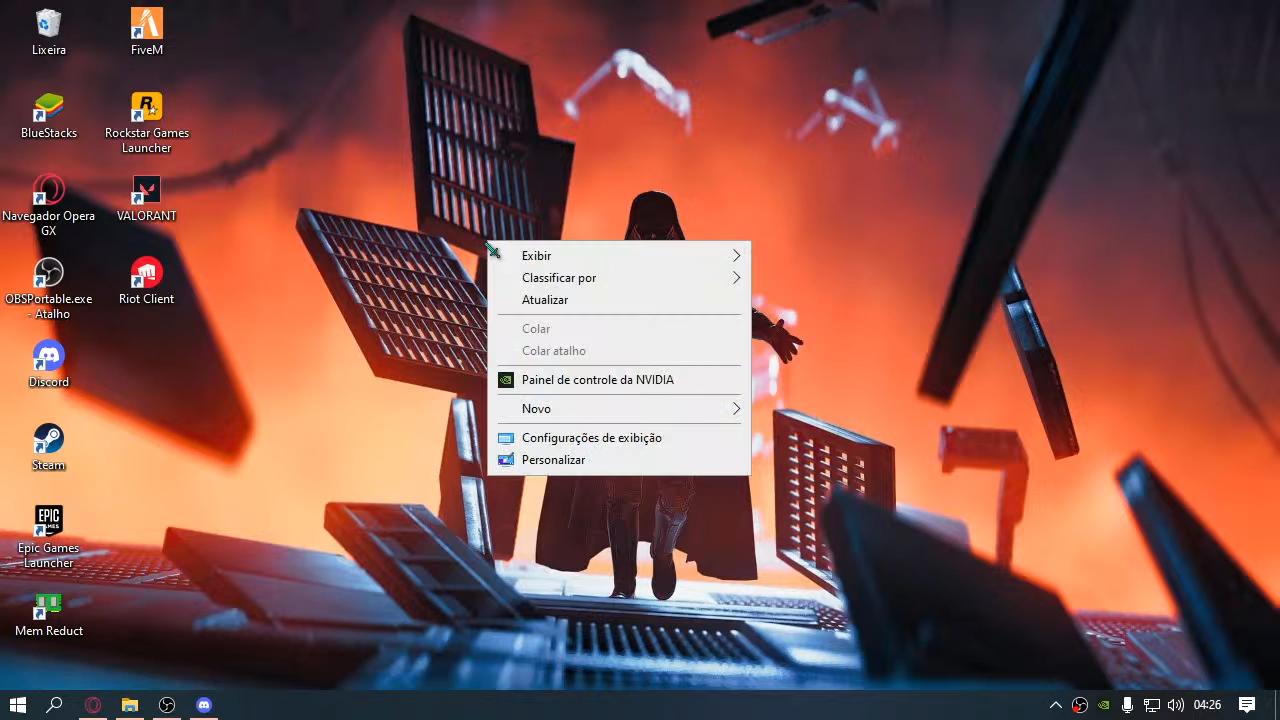 Lixeira
FiveM
BlueStacks
Rockstar Games
Launcher
Navegador Opera
GX
VALORANT
OBSPortable.exe
- Atalho
Riot Client
Discord
Steam
EPIC
GAMES
Epic Games
Launcher
Mem Reduct
Exibir
Classificar por
Atualizar
Colar
Colar atalho
Painel de controle da NVIDIA
Novo
Configurações de exibição
Personalizar
04:26